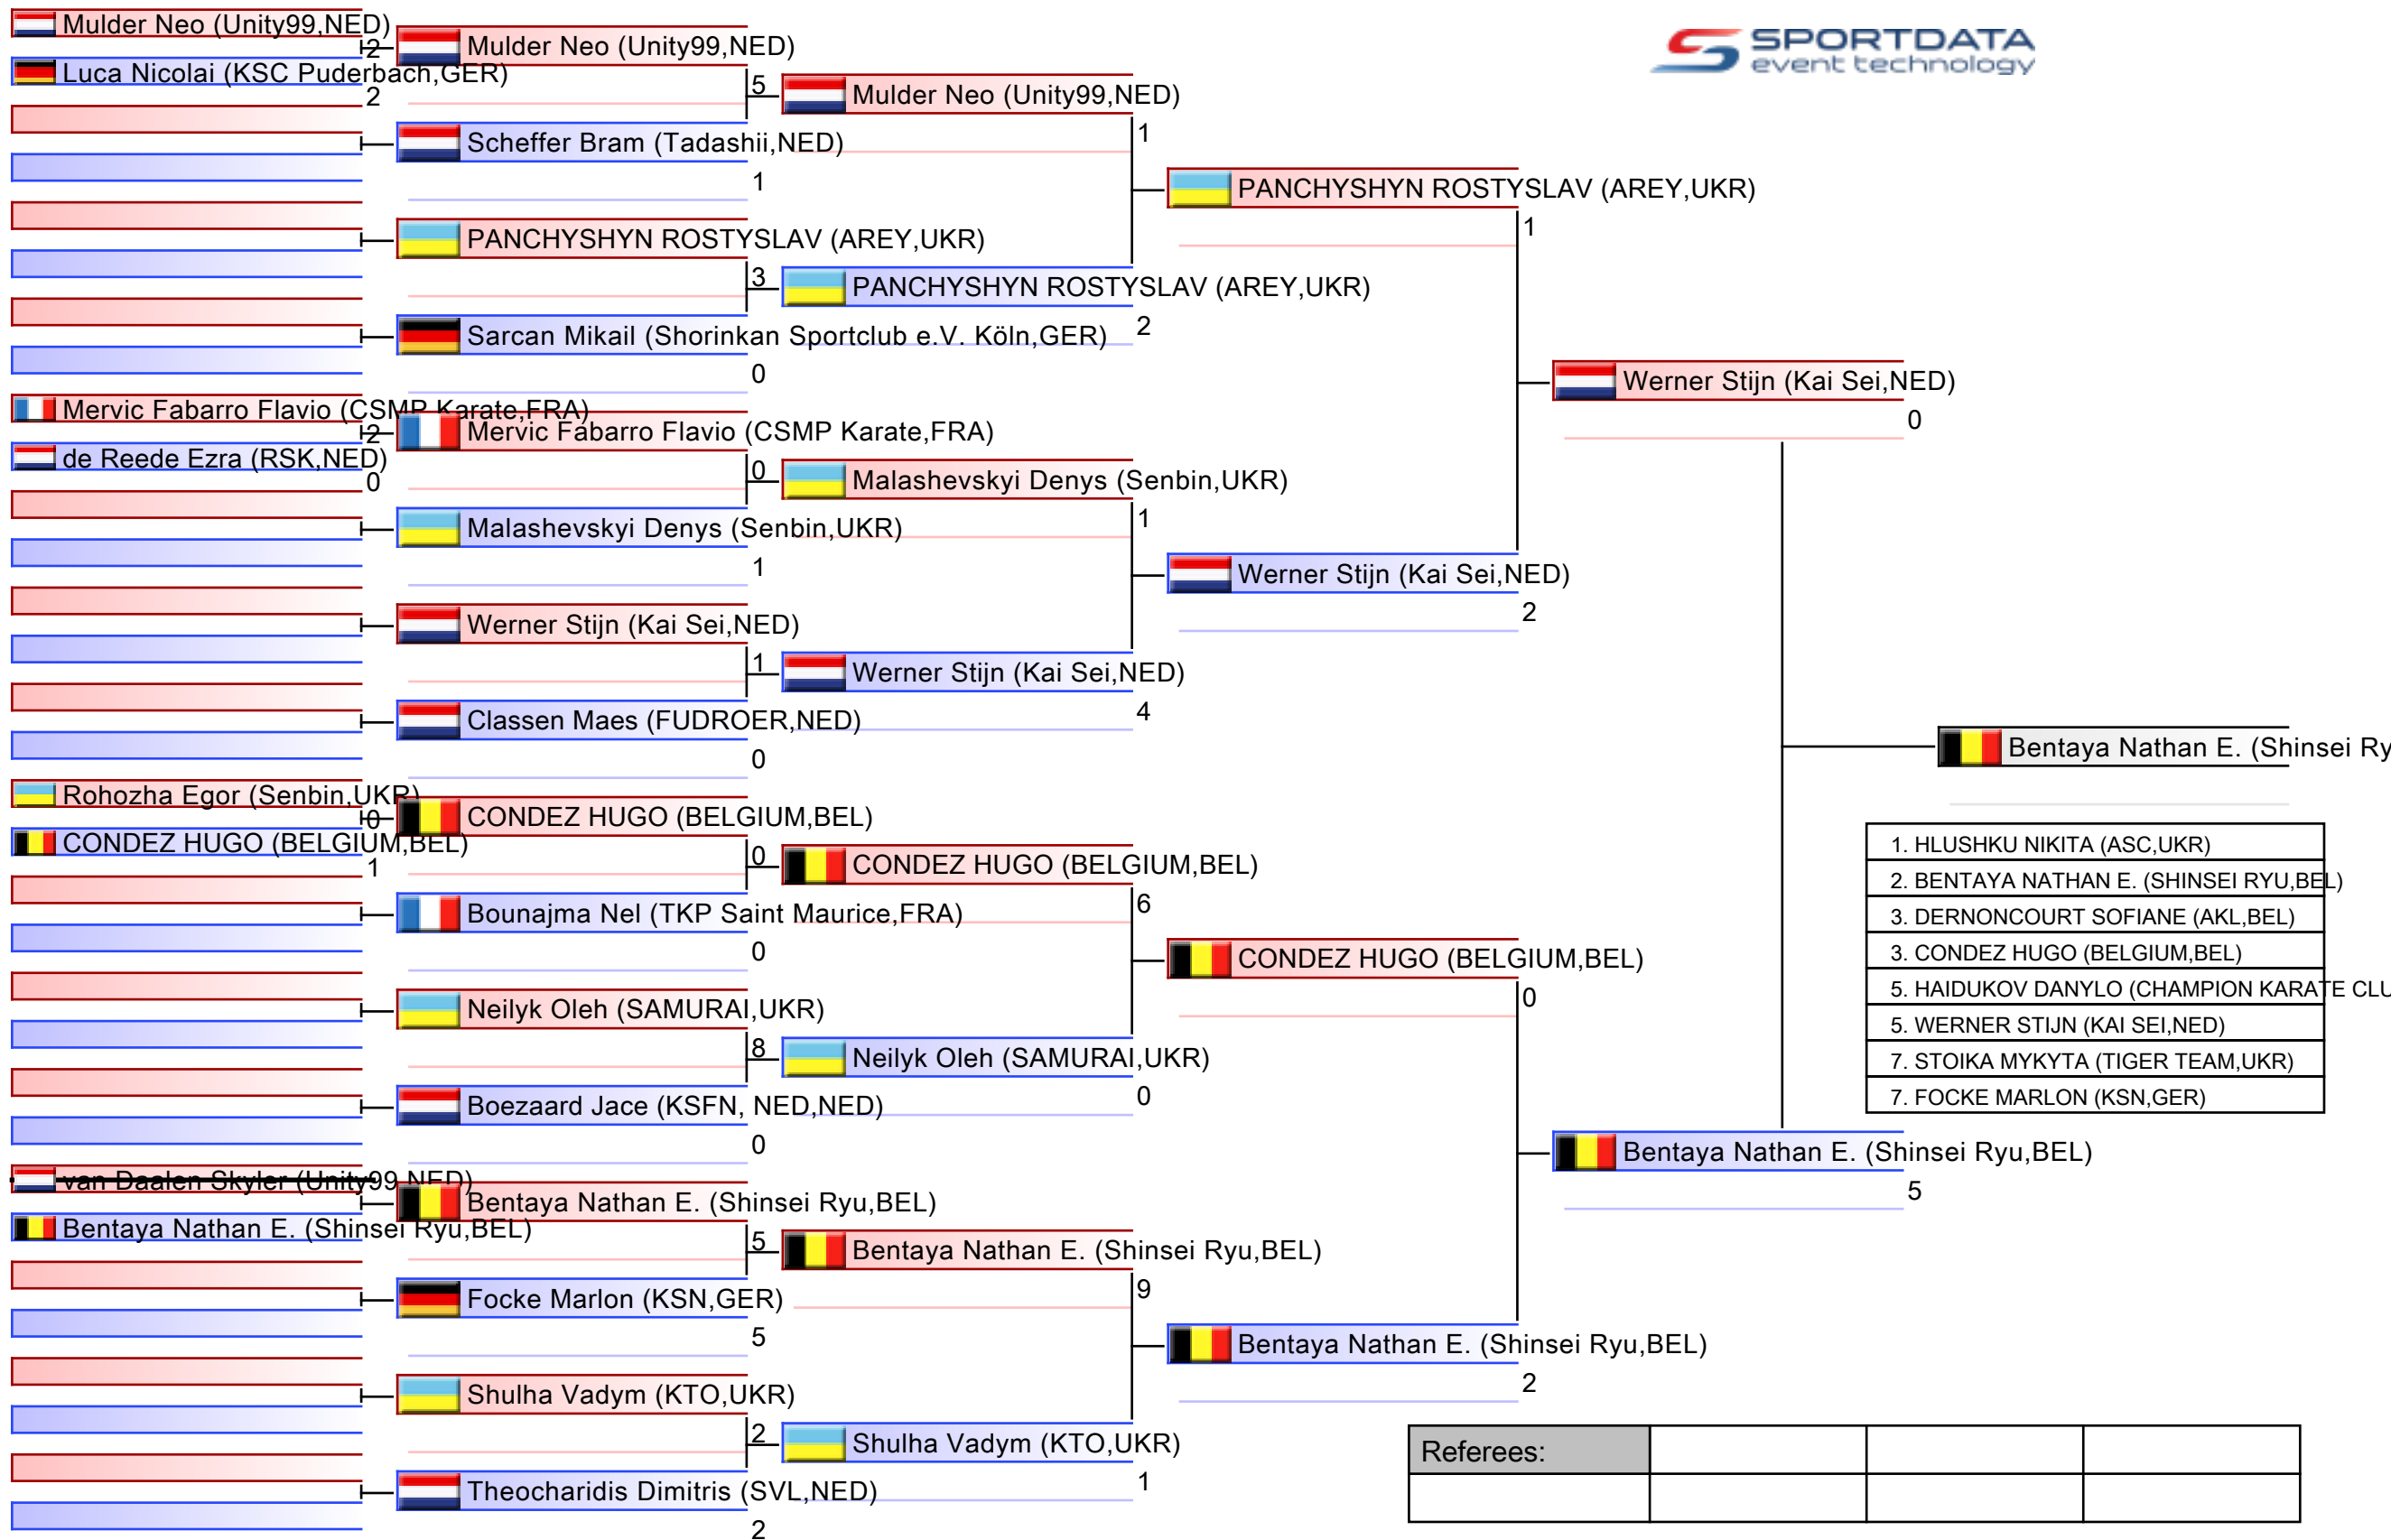 SPORTDATA
event technology
Mulder Neo (Unity99,NED)
2
Luca Nicolai (KSC Puderbach,GER)
2
Mervic Fabarro Flavio (CSMP Karate,FRA)
2
de Reede Ezra (RSK,NED)
0
Rohozha Egor (Senbin,UKR)
0
CONDEZ HUGO (BELGIUM,BEL)
1
van Daalen Skyler (Unity99,NED)
Bentaya Nathan E. (Shinsei Ryu,BEL)
Mulder Neo (Unity99,NED)
5
Scheffer Bram (Tadashii,NED)
1
PANCHYSHYN ROSTYSLAV (AREY,UKR)
3
Sarcan Mikail (Shorinkan Sportclub e.V. Köln,GER)
0
Mervic Fabarro Flavio (CSMP Karate,FRA)
0
Malashevskyi Denys (Senbin,UKR)
1
Werner Stijn (Kai Sei,NED)
1
Classen Maes (FUDROER,NED)
0
CONDEZ HUGO (BELGIUM,BEL)
0
Bounajma Nel (TKP Saint Maurice,FRA)
0
Neilyk Oleh (SAMURAI,UKR)
8
Boezaard Jace (KSFN, NED,NED)
0
Bentaya Nathan E. (Shinsei Ryu,BEL)
5
Focke Marlon (KSN,GER)
5
Shulha Vadym (KTO,UKR)
2
Theocharidis Dimitris (SVL,NED)
2
Mulder Neo (Unity99,NED)
1
PANCHYSHYN ROSTYSLAV (AREY,UKR)
2
Malashevskyi Denys (Senbin,UKR)
1
Werner Stijn (Kai Sei,NED)
4
CONDEZ HUGO (BELGIUM,BEL)
6
Neilyk Oleh (SAMURAI,UKR)
0
Bentaya Nathan E. (Shinsei Ryu,BEL)
9
Shulha Vadym (KTO,UKR)
1
PANCHYSHYN ROSTYSLAV (AREY,UKR)
1
Werner Stijn (Kai Sei,NED)
2
CONDEZ HUGO (BELGIUM,BEL)
0
Bentaya Nathan E. (Shinsei Ryu,BEL)
2
Werner Stijn (Kai Sei,NED)
0
Bentaya Nathan E. (Shinsei Ryu,BEL)
5
Bentaya Nathan E. (Shinsei Ry
1. HLUSHKU NIKITA (ASC,UKR)
2. BENTAYA NATHAN E. (SHINSEI RYU,BEL)
3. DERNONCOURT SOFIANE (AKL,BEL)
3. CONDEZ HUGO (BELGIUM,BEL)
5. HAIDUKOV DANYLO (CHAMPION KARATE CLU
5. WERNER STIJN (KAI SEI,NED)
7. STOIKA MYKYTA (TIGER TEAM,UKR)
7. FOCKE MARLON (KSN,GER)
Referees: